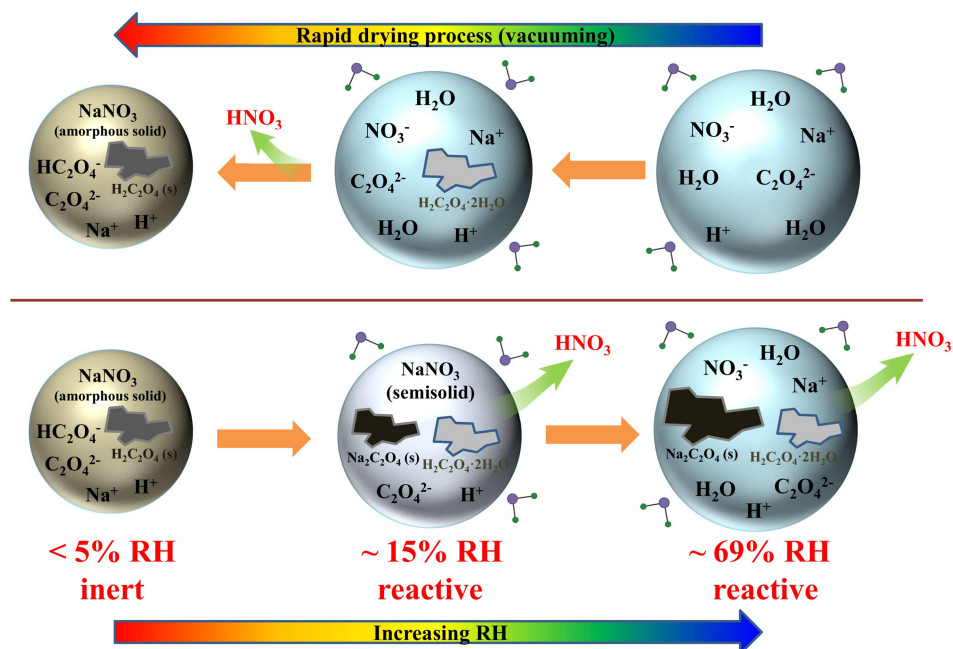 Rapid drying process (vacuuming)
NaNO₃
(amorphous solid)
HC₂O₄⁻
H₂C₂O₄ (s)
C₂O₄²⁻
Na⁺
H⁺
HNO₃
H₂O
NO₃⁻
Na⁺
C₂O₄²⁻
H₂C₂O₄·2H₂O
H₂O
H⁺
H₂O
NO₃⁻
Na⁺
H₂O
C₂O₄²⁻
H⁺
H₂O
NaNO₃
(amorphous solid)
HC₂O₄⁻
H₂C₂O₄ (s)
C₂O₄²⁻
Na⁺
H⁺
NaNO₃
(semisolid)
HNO₃
Na₂C₂O₄ (s)
H₂C₂O₄·2H₂O
C₂O₄²⁻
H⁺
H₂O
NO₃⁻
Na⁺
HNO₃
Na₂C₂O₄ (s)
H₂C₂O₄·2H₂O
H₂O
C₂O₄²⁻
H⁺
< 5% RH
inert
~ 15% RH
reactive
~ 69% RH
reactive
Increasing RH